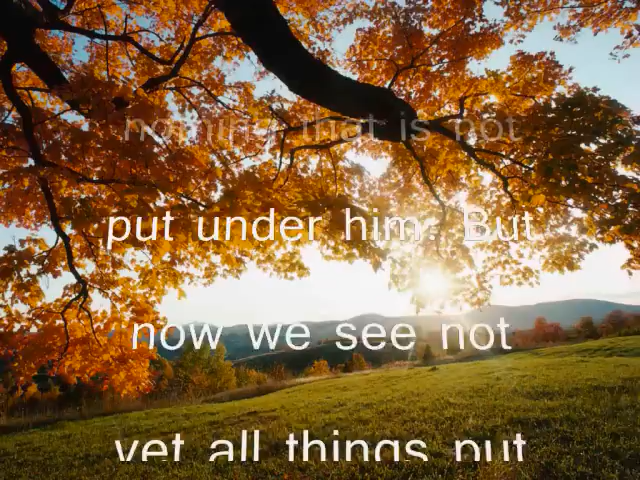 nothing that is not
put under him. But
now we see not
yet all things put